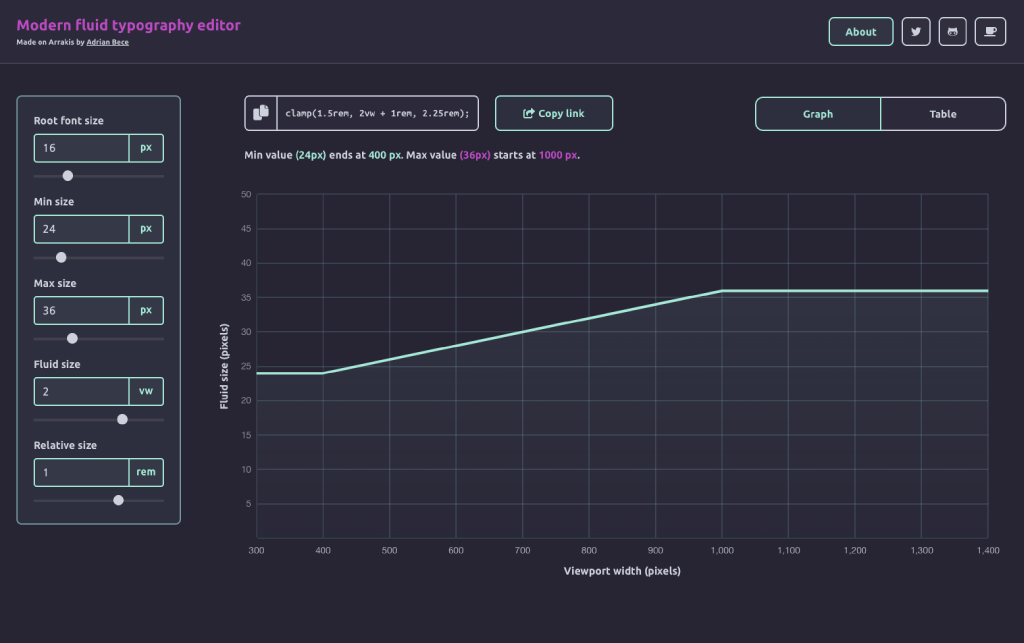 Modern fluid typography editor
Made on Arrakis by Adrian Bece
About
Root font size
16 px
Min size
24 px
Max size
36 px
Fluid size
2 vw
Relative size
1 rem
clamp(1.5rem, 2vw + 1rem, 2.25rem);
Copy link
Graph
Table
Min value (24px) ends at 400 px. Max value (36px) starts at 1000 px.
Fluid size (pixels)
50
45
40
35
30
25
20
15
10
5
300 400 500 600 700 800 900 1,000 1,100 1,200 1,300 1,400
Viewport width (pixels)